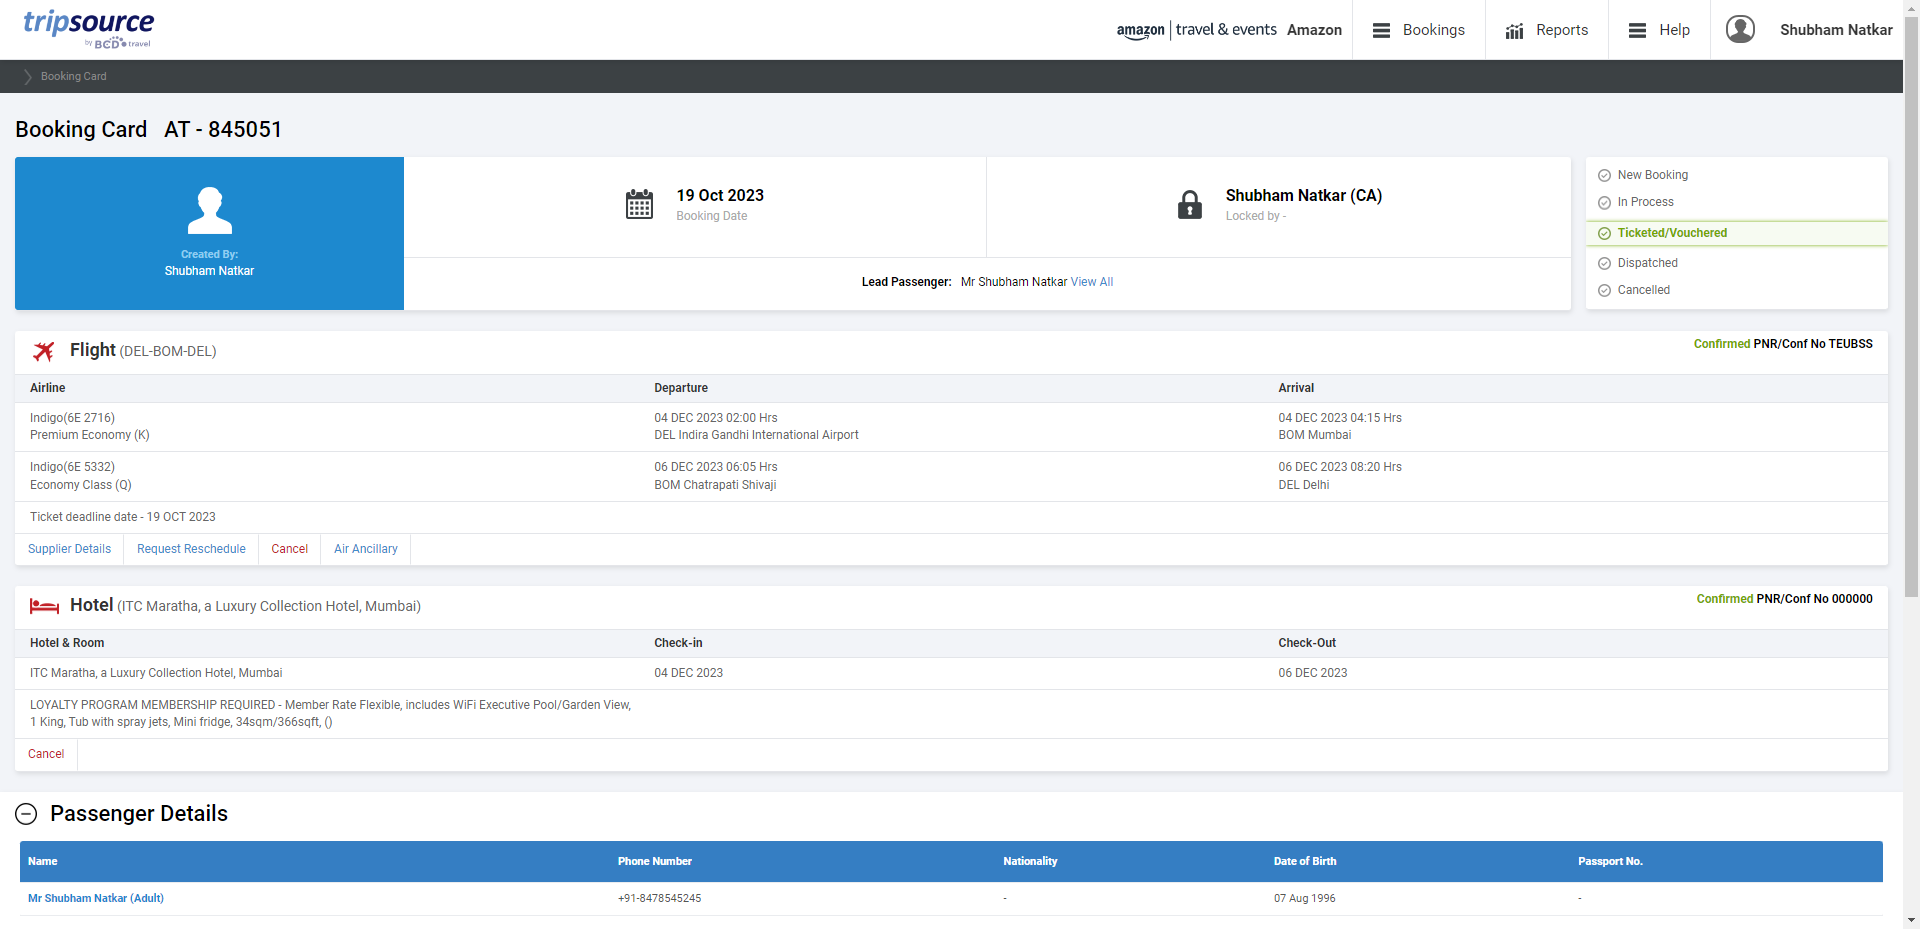 tripsource
by BCD travel
amazon | travel & events Amazon
Bookings
Reports
Help
Shubham Natkar
Booking Card
Booking Card AT - 845051
Created By:
Shubham Natkar
19 Oct 2023
Booking Date
Shubham Natkar (CA)
Locked by -
Lead Passenger: Mr Shubham Natkar View All
New Booking
In Process
Ticketed/Vouchered
Dispatched
Cancelled
Flight (DEL-BOM-DEL)
Confirmed PNR/Conf No TEUBSS
Airline Departure Arrival
Indigo(6E 2716) 04 DEC 2023 02:00 Hrs 04 DEC 2023 04:15 Hrs
Premium Economy (K) DEL Indira Gandhi International Airport BOM Mumbai
Indigo(6E 5332) 06 DEC 2023 06:05 Hrs 06 DEC 2023 08:20 Hrs
Economy Class (Q) BOM Chatrapati Shivaji DEL Delhi
Ticket deadline date - 19 OCT 2023
Supplier Details Request Reschedule Cancel Air Ancillary
Hotel (ITC Maratha, a Luxury Collection Hotel, Mumbai)
Confirmed PNR/Conf No 000000
Hotel & Room Check-in Check-Out
ITC Maratha, a Luxury Collection Hotel, Mumbai 04 DEC 2023 06 DEC 2023
LOYALTY PROGRAM MEMBERSHIP REQUIRED - Member Rate Flexible, includes WiFi Executive Pool/Garden View,
1 King, Tub with spray jets, Mini fridge, 34sqm/366sqft, ()
Cancel
Passenger Details
Name Phone Number Nationality Date of Birth Passport No.
Mr Shubham Natkar (Adult) +91-8478545245 - 07 Aug 1996 -